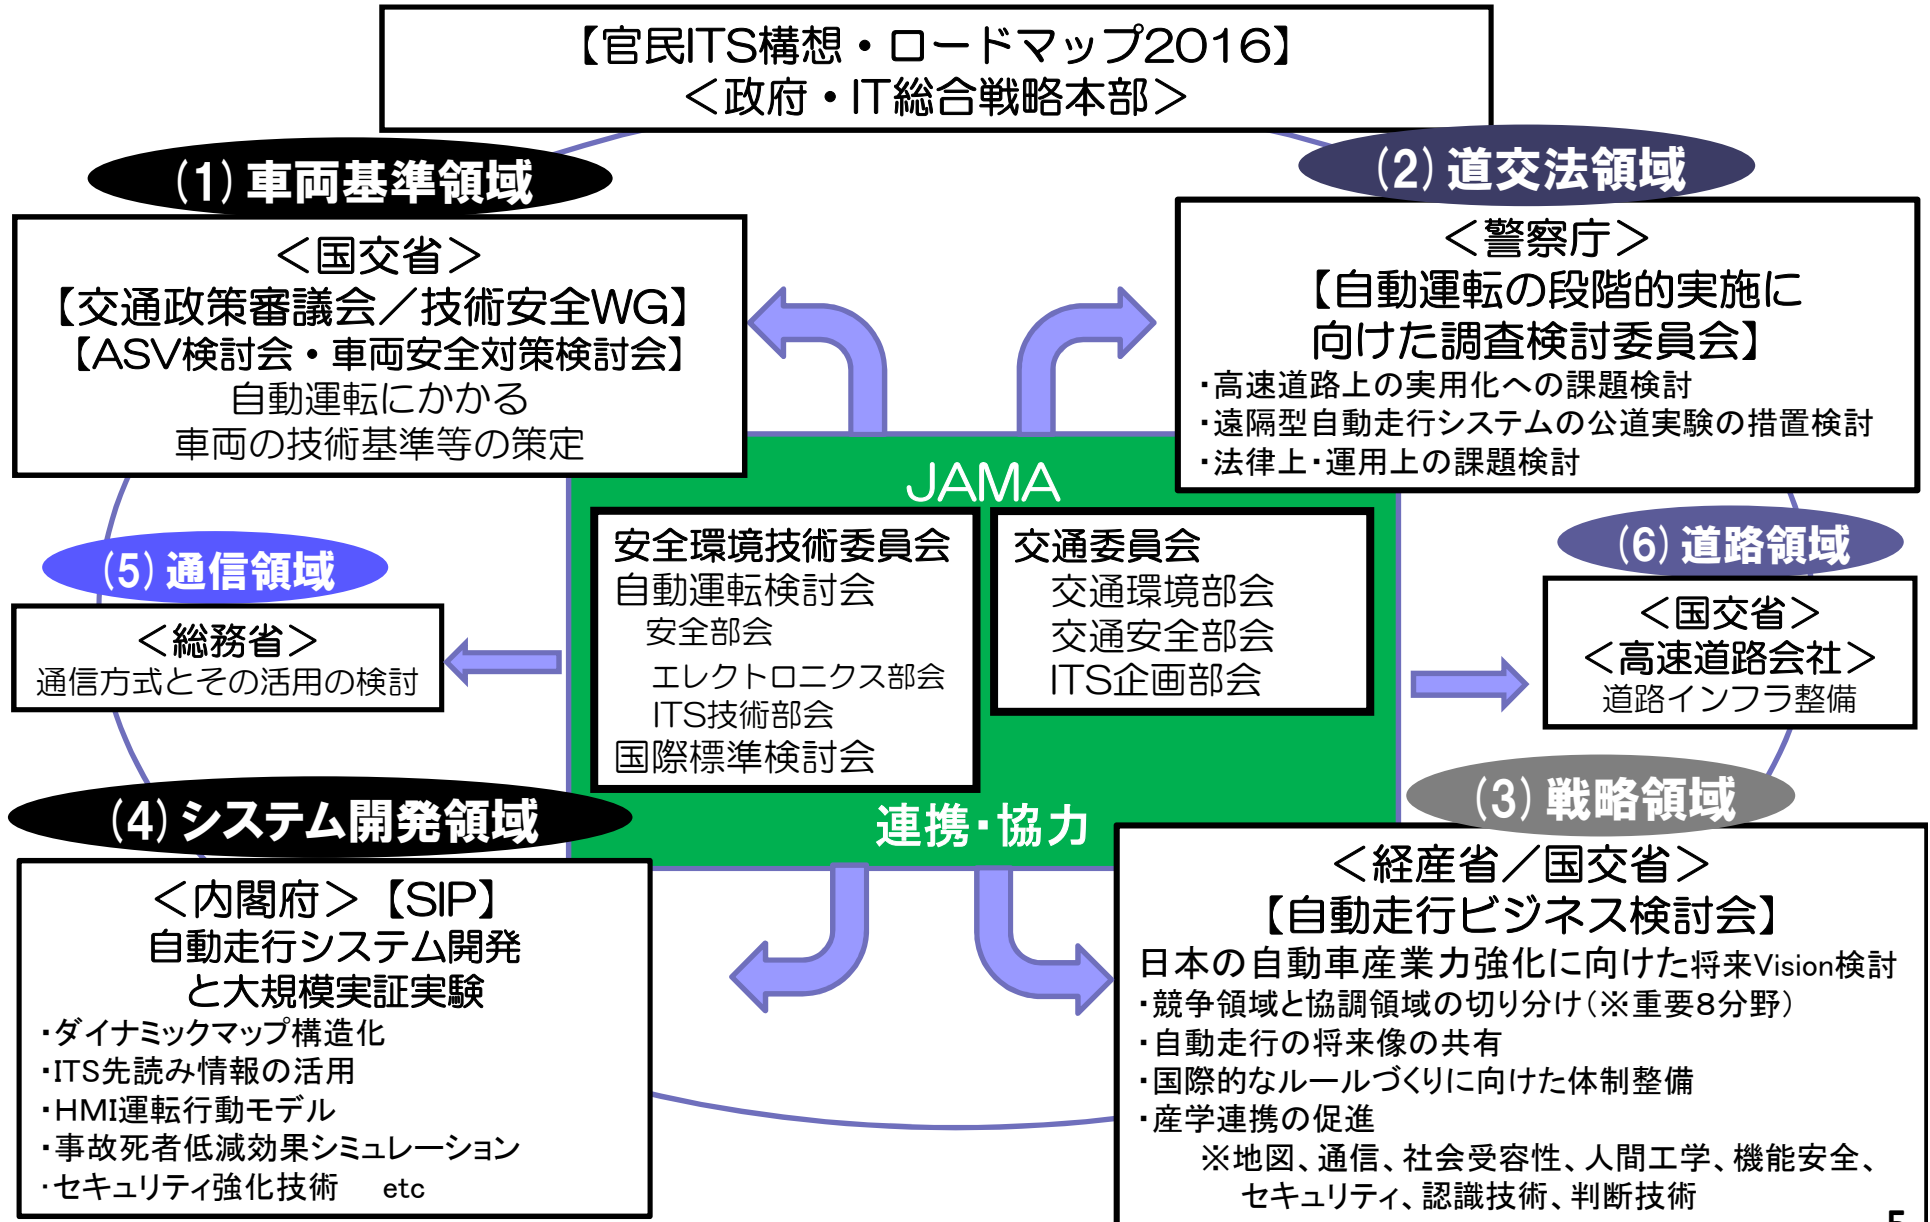 【官民ITS構想・ロードマップ2016】
＜政府・IT総合戦略本部＞
(1) 車両基準領域
＜国交省＞
【交通政策審議会／技術安全WG】
【ASV検討会・車両安全対策検討会】
自動運転にかかる
車両の技術基準等の策定
(2) 道交法領域
＜警察庁＞
【自動運転の段階的実施に
向けた調査検討委員会】
・高速道路上の実用化への課題検討
・遠隔型自動走行システムの公道実験の措置検討
・法律上・運用上の課題検討
JAMA
安全環境技術委員会
自動運転検討会
安全部会
エレクトロニクス部会
ITS技術部会
国際標準検討会
交通委員会
交通環境部会
交通安全部会
ITS企画部会
連携・協力
(5) 通信領域
＜総務省＞
通信方式とその活用の検討
(6) 道路領域
＜国交省＞
＜高速道路会社＞
道路インフラ整備
(4) システム開発領域
＜内閣府＞【SIP】
自動走行システム開発
と大規模実証実験
・ダイナミックマップ構造化
・ITS先読み情報の活用
・HMI運転行動モデル
・事故死者低減効果シミュレーション
・セキュリティ強化技術　etc
(3) 戦略領域
＜経産省／国交省＞
【自動走行ビジネス検討会】
日本の自動車産業力強化に向けた将来Vision検討
・競争領域と協調領域の切り分け（※重要8分野）
・自動走行の将来像の共有
・国際的なルールづくりに向けた体制整備
・産学連携の促進
※地図、通信、社会受容性、人間工学、機能安全、
セキュリティ、認識技術、判断技術
5